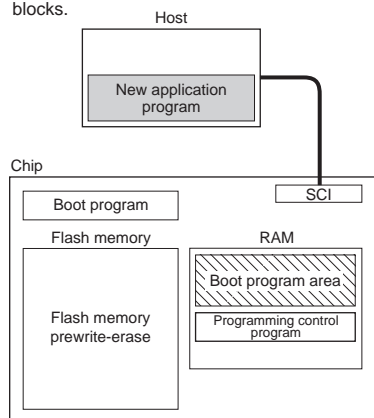 blocks.
Host
New application
program
Chip
SCI
Boot program
Flash memory
RAM
Boot program area
Flash memory
prewrite-erase
Programming control
program